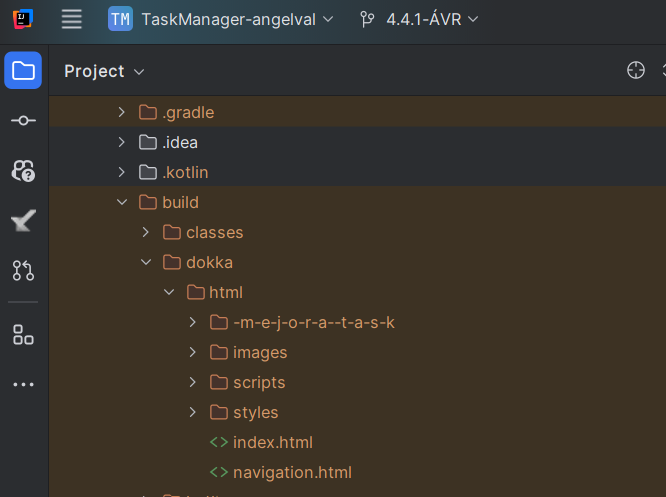 IJ
TM TaskManager-angelval 4.4.1-ÁVR
Project
.gradle
.idea
.kotlin
build
classes
dokka
html
-m-e-j-o-r-a--t-a-s-k
images
scripts
styles
<> index.html
<> navigation.html